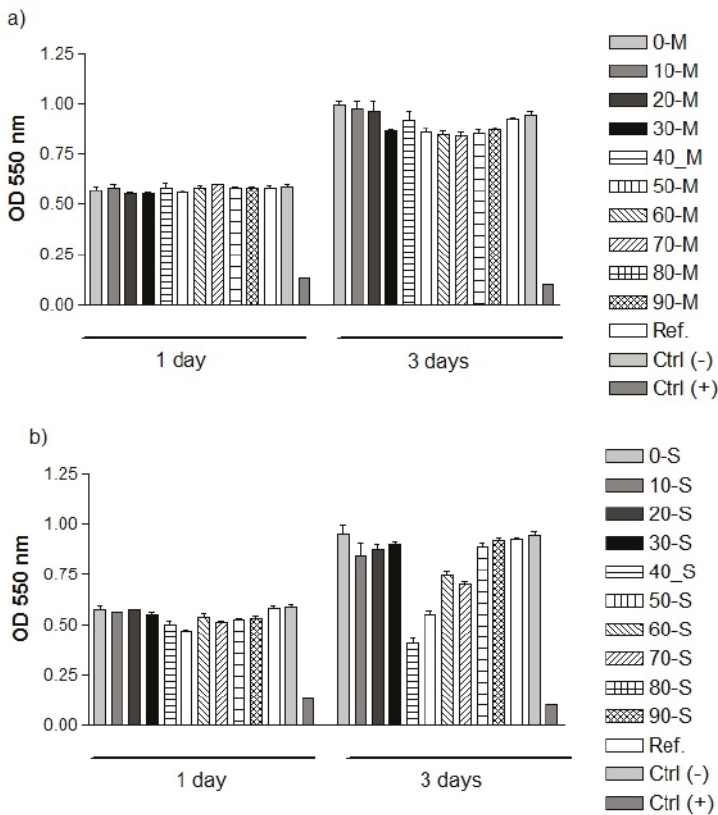 a)
OD 550 nm
1.25
1.00
0.75
0.50
0.25
0.00
1 day
3 days
0-M
10-M
20-M
30-M
40_M
50-M
60-M
70-M
80-M
90-M
Ref.
Ctrl (-)
Ctrl (+)
b)
OD 550 nm
1.25
1.00
0.75
0.50
0.25
0.00
1 day
3 days
0-S
10-S
20-S
30-S
40_S
50-S
60-S
70-S
80-S
90-S
Ref.
Ctrl (-)
Ctrl (+)